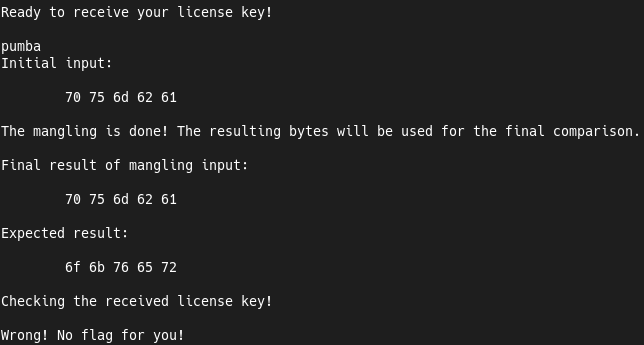 Ready to receive your license key!
pumba
Initial input:
70 75 6d 62 61
The mangling is done! The resulting bytes will be used for the final comparison.
Final result of mangling input:
70 75 6d 62 61
Expected result:
6f 6b 76 65 72
Checking the received license key!
Wrong! No flag for you!